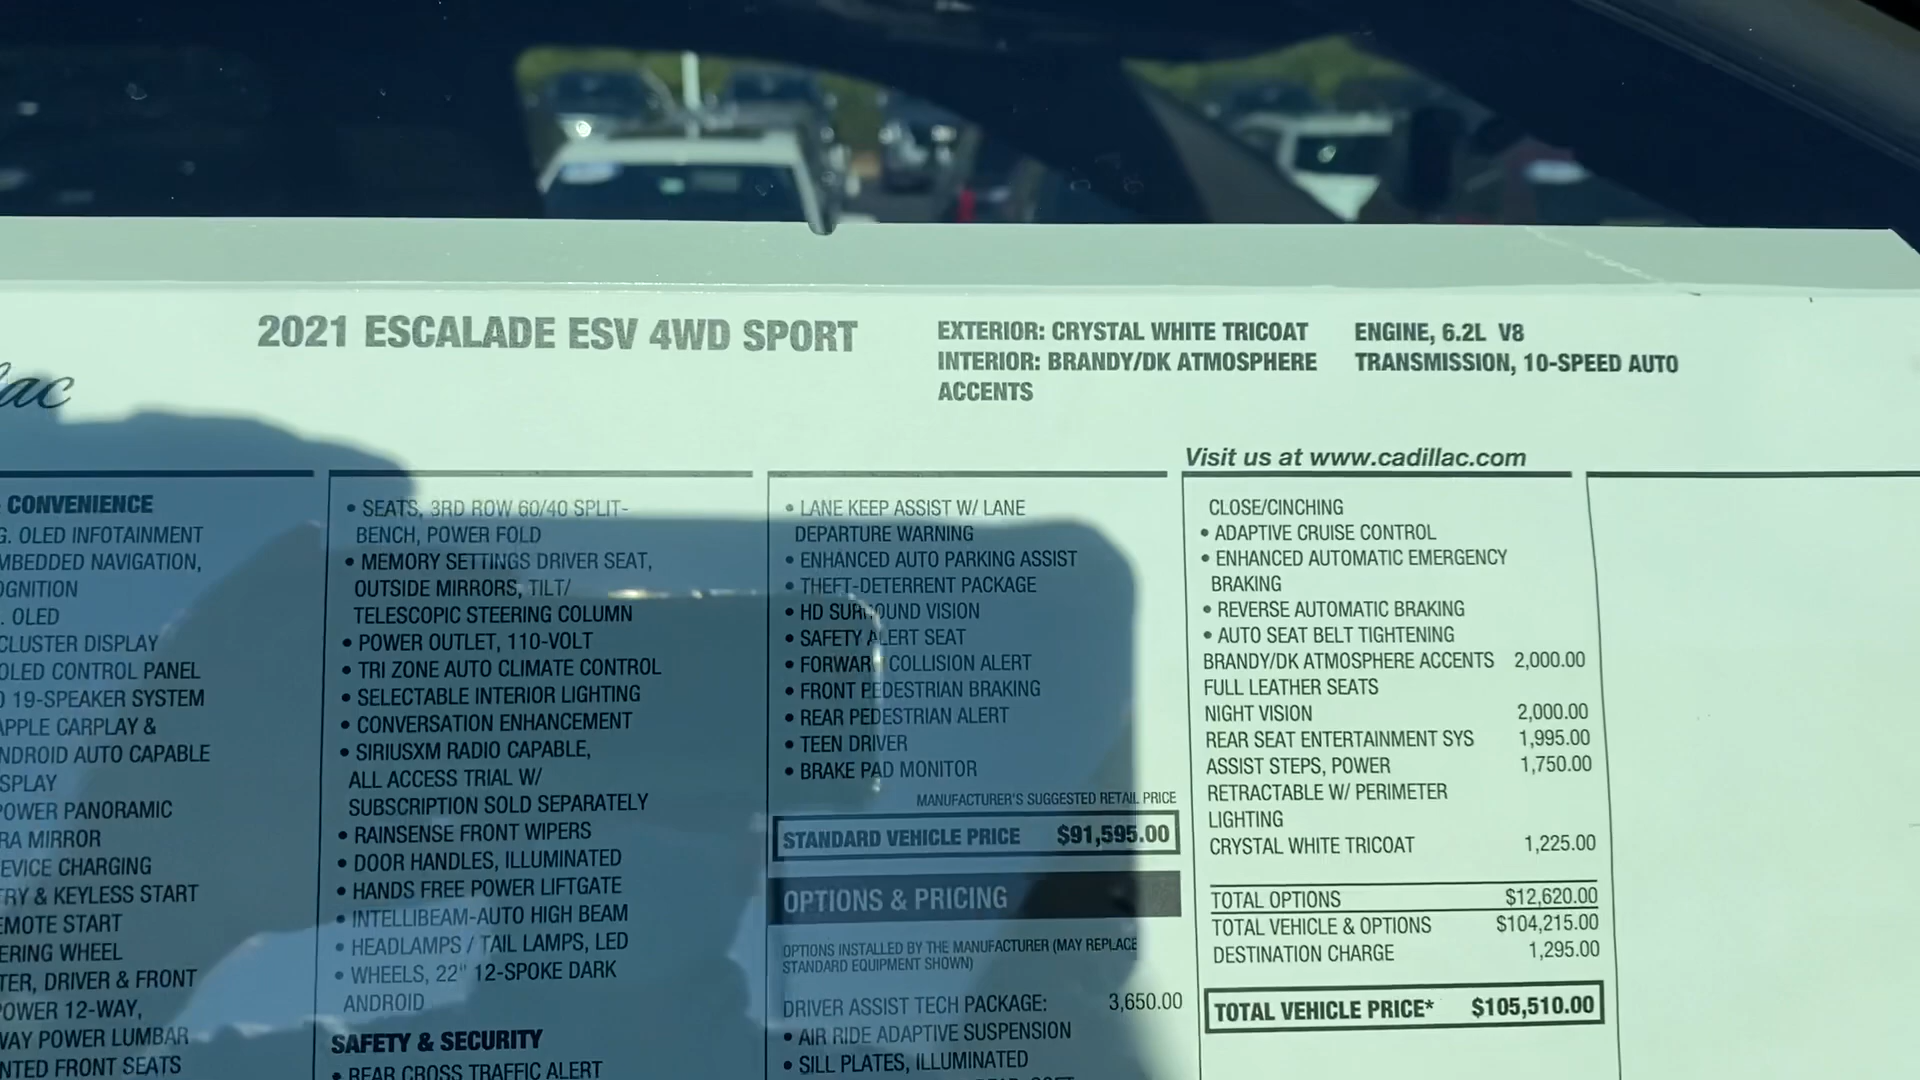 2021 ESCALADE ESV 4WD SPORT
EXTERIOR: CRYSTAL WHITE TRICOAT
INTERIOR: BRANDY/DK ATMOSPHERE
ACCENTS
ENGINE, 6.2L V8
TRANSMISSION, 10-SPEED AUTO
Visit us at www.cadillac.com
CONVENIENCE
OLED INFOTAINMENT
NAVIGATION,
OLED
CLUSTER DISPLAY
OLED CONTROL PANEL
19-SPEAKER SYSTEM
APPLE CARPLAY &
ANDROID AUTO CAPABLE
POWER PANORAMIC
MIRROR
CHARGING
& KEYLESS START
START
WHEEL
DRIVER & FRONT
POWER 12-WAY,
POWER LUMBAR
FRONT SEATS
• SEATS, 3RD ROW 60/40 SPLIT-
BENCH, POWER FOLD
• MEMORY SETTINGS DRIVER SEAT,
OUTSIDE MIRRORS, TILT/
TELESCOPIC STEERING COLUMN
• POWER OUTLET, 110-VOLT
• TRI ZONE AUTO CLIMATE CONTROL
• SELECTABLE INTERIOR LIGHTING
• CONVERSATION ENHANCEMENT
• SIRIUSXM RADIO CAPABLE,
ALL ACCESS TRIAL W/
SUBSCRIPTION SOLD SEPARATELY
• RAINSENSE FRONT WIPERS
• DOOR HANDLES, ILLUMINATED
• HANDS FREE POWER LIFTGATE
• INTELLIBEAM-AUTO HIGH BEAM
• HEADLAMPS / TAIL LAMPS, LED
• WHEELS, 22" 12-SPOKE DARK
ANDROID
SAFETY & SECURITY
• REAR CROSS TRAFFIC ALERT
• LANE KEEP ASSIST W/ LANE
DEPARTURE WARNING
• ENHANCED AUTO PARKING ASSIST
• THEFT-DETERRENT PACKAGE
• HD SURROUND VISION
• SAFETY ALERT SEAT
• FORWARD COLLISION ALERT
• FRONT PEDESTRIAN BRAKING
• REAR PEDESTRIAN ALERT
• TEEN DRIVER
• BRAKE PAD MONITOR
MANUFACTURER'S SUGGESTED RETAIL PRICE
STANDARD VEHICLE PRICE $91,595.00
OPTIONS & PRICING
OPTIONS INSTALLED BY THE MANUFACTURER (MAY REPLACE
STANDARD EQUIPMENT SHOWN)
DRIVER ASSIST TECH PACKAGE: 3,650.00
• AIR RIDE ADAPTIVE SUSPENSION
• SILL PLATES, ILLUMINATED
CLOSE/CINCHING
• ADAPTIVE CRUISE CONTROL
• ENHANCED AUTOMATIC EMERGENCY
BRAKING
• REVERSE AUTOMATIC BRAKING
• AUTO SEAT BELT TIGHTENING
BRANDY/DK ATMOSPHERE ACCENTS 2,000.00
FULL LEATHER SEATS
NIGHT VISION 2,000.00
REAR SEAT ENTERTAINMENT SYS 1,995.00
ASSIST STEPS, POWER 1,750.00
RETRACTABLE W/ PERIMETER
LIGHTING
CRYSTAL WHITE TRICOAT 1,225.00
TOTAL OPTIONS $12,620.00
TOTAL VEHICLE & OPTIONS $104,215.00
DESTINATION CHARGE 1,295.00
TOTAL VEHICLE PRICE* $105,510.00